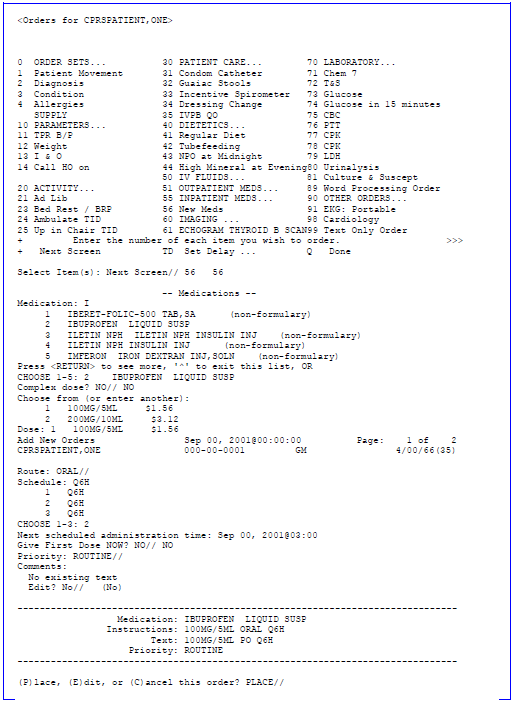 <Orders for CPRSPATIENT,ONE>
0  ORDER SETS...          30 PATIENT CARE...        70 LABORATORY...
1  Patient Movement       31 Condom Catheter        71 Chem 7
2  Diagnosis              32 Guaiac Stools          72 T&S
3  Condition              33 Incentive Spirometer   73 Glucose
4  Allergies              34 Dressing Change        74 Glucose in 15 minutes
   SUPPLY                 35 IVPB QO                75 CBC
10 PARAMETERS...          40 DIETETICS...           76 PTT
11 TPR B/P                41 Regular Diet           77 CPK
12 Weight                 42 Tubefeeding            78 CPK
13 I & O                  43 NPO at Midnight        79 LDH
14 Call HO on             44 High Mineral at Evening80 Urinalysis
                          50 IV FLUIDS...           81 Culture & Suscept
20 ACTIVITY...            51 OUTPATIENT MEDS...     89 Word Processing Order
21 Ad Lib                 55 INPATIENT MEDS...      90 OTHER ORDERS...
23 Bed Rest / BRP         56 New Meds               91 EKG: Portable
24 Ambulate TID           60 IMAGING ...            98 Cardiology
25 Up in Chair TID        61 ECHOGRAM THYROID B SCAN99 Text Only Order
+         Enter the number of each item you wish to order.                   >>>
+   Next Screen           TD  Set Delay ...         Q   Done
Select Item(s): Next Screen// 56   56
-- Medications --
Medication: I
     1   IBERET-FOLIC-500 TAB,SA      (non-formulary)
     2   IBUPROFEN  LIQUID SUSP
     3   ILETIN NPH  ILETIN NPH INSULIN INJ    (non-formulary)
     4   ILETIN NPH INSULIN INJ      (non-formulary)
     5   IMFERON  IRON DEXTRAN INJ,SOLN    (non-formulary)
Press <RETURN> to see more, '^' to exit this list, OR
CHOOSE 1-5: 2    IBUPROFEN  LIQUID SUSP
Complex dose? NO// NO
Choose from (or enter another):
     1   100MG/5ML     $1.56
     2   200MG/10ML     $3.12
Dose: 1   100MG/5ML     $1.56
Add New Orders                Sep 00, 2001@00:00:00          Page:    1 of    2
CPRSPATIENT,ONE               000-00-0001         GM                4/00/66(35)
Route: ORAL//
Schedule: Q6H
     1   Q6H
     2   Q6H
     3   Q6H
CHOOSE 1-3: 2
Next scheduled administration time: Sep 00, 2001@03:00
Give First Dose NOW? NO// NO
Priority: ROUTINE//
Comments:
  No existing text
  Edit? No//   (No)
--------------------------------------------------------------------------------
Medication: IBUPROFEN  LIQUID SUSP
Instructions: 100MG/5ML ORAL Q6H
Text: 100MG/5ML PO Q6H
Priority: ROUTINE
--------------------------------------------------------------------------------
(P)lace, (E)dit, or (C)ancel this order? PLACE//